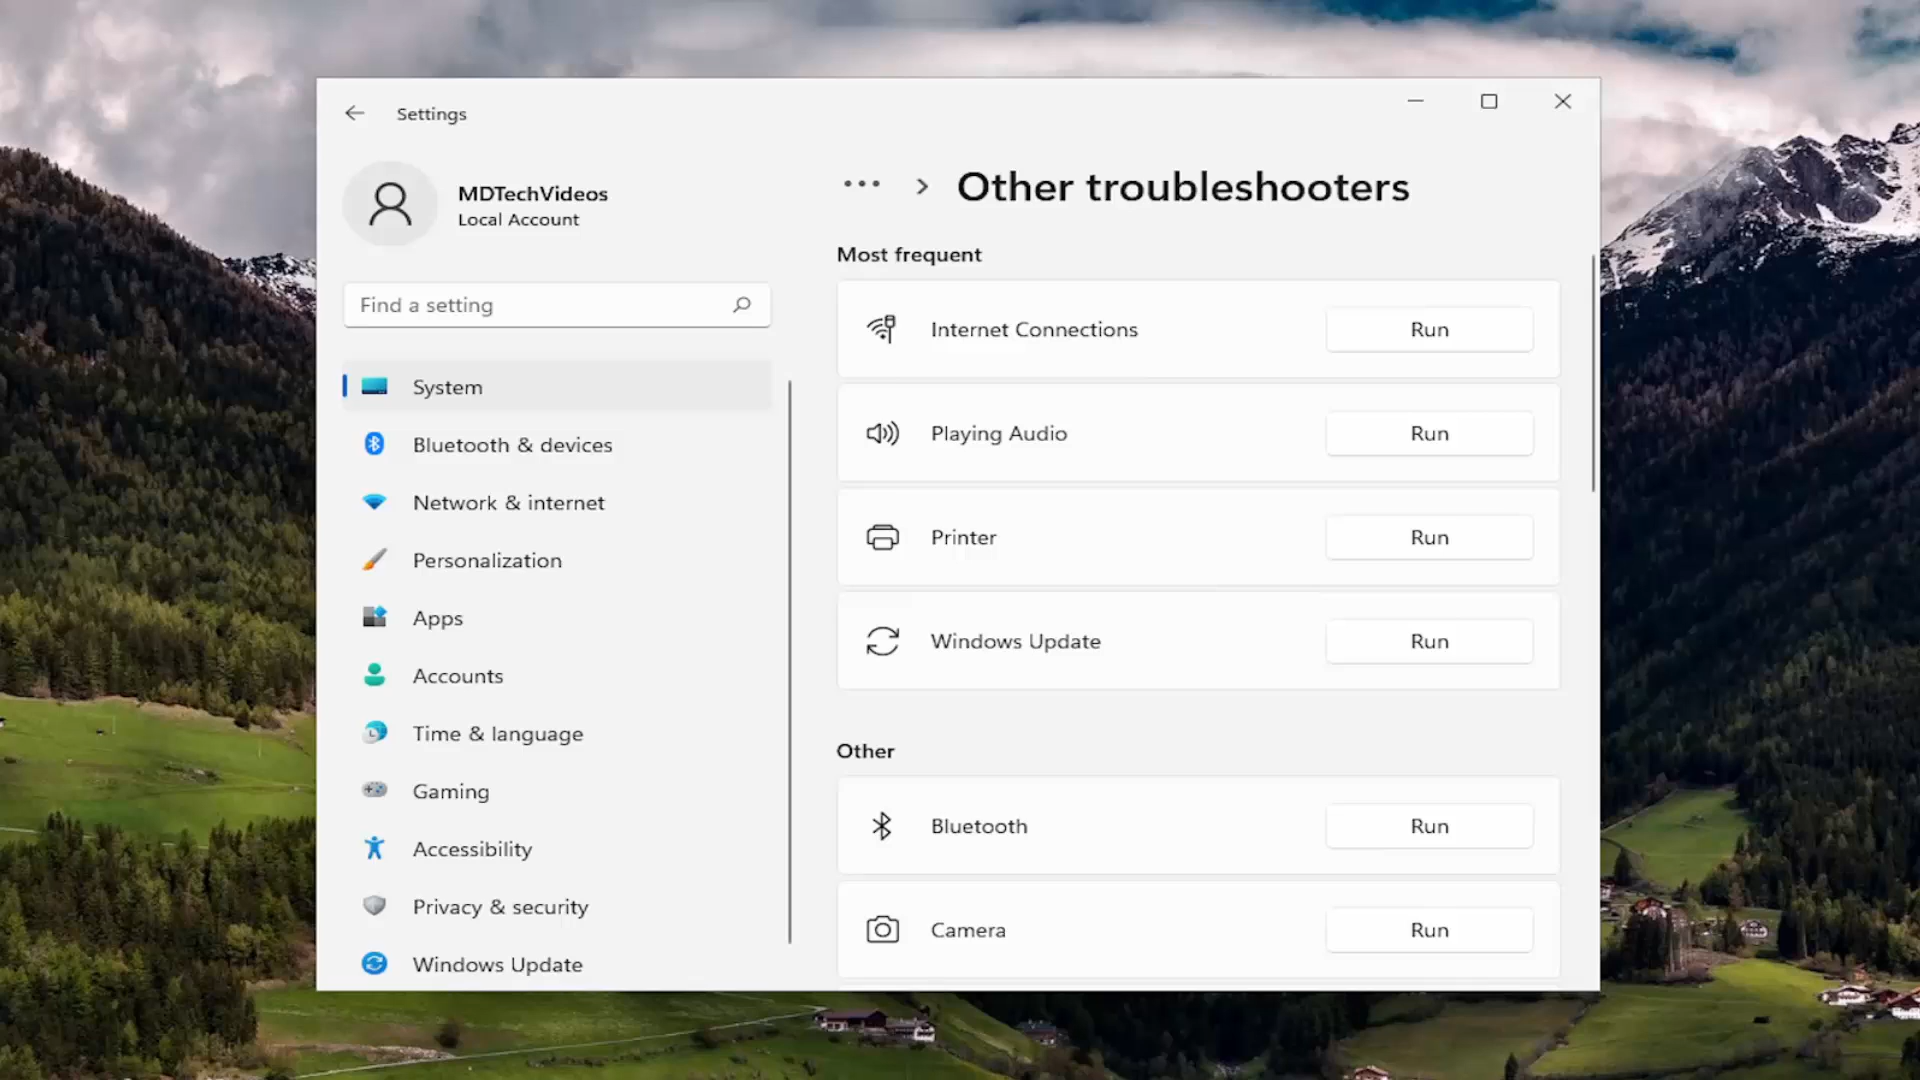 Settings
MDTechVideos
Local Account
Find a setting
System
Bluetooth & devices
Network & internet
Personalization
Apps
Accounts
Time & language
Gaming
Accessibility
Privacy & security
Windows Update
... > Other troubleshooters
Most frequent
Internet Connections Run
Playing Audio Run
Printer Run
Windows Update Run
Other
Bluetooth Run
Camera Run